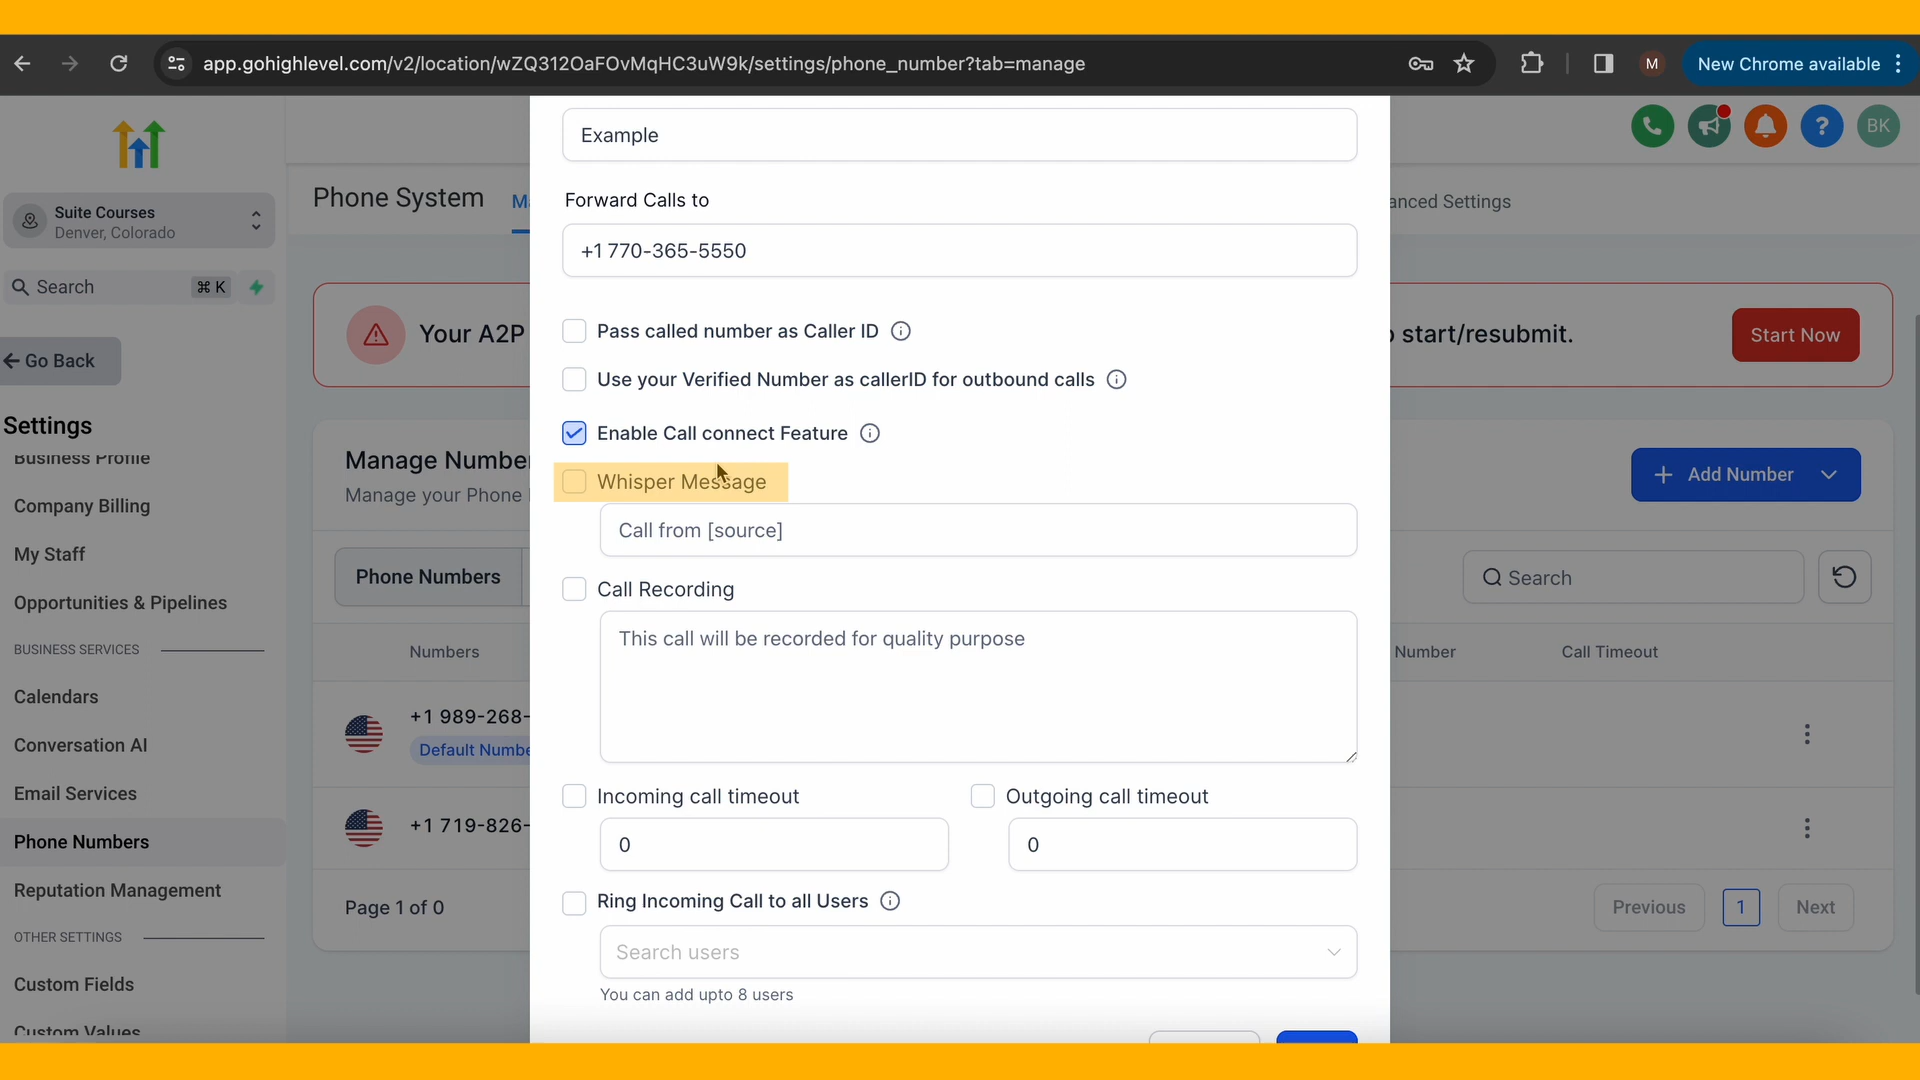 app.gohighlevel.com/v2/location/wZQ312OaFOvMqHC3uW9k/settings/phone_number?tab=manage
M
New Chrome available
Suite Courses
Denver, Colorado
Search
⌘ K
Go Back
Settings
Business Profile
Company Billing
My Staff
Opportunities & Pipelines
BUSINESS SERVICES
Calendars
Conversation AI
Email Services
Phone Numbers
Reputation Management
OTHER SETTINGS
Custom Fields
Custom Values
BK
Phone System
Ma
anced Settings
Your A2P
o start/resubmit.
Start Now
Manage Number
Manage your Phone
Add Number
Phone Numbers
Search
Numbers
Number
Call Timeout
+1 989-268-
Default Numbe
+1 719-826-
Page 1 of 0
Previous
1
Next
Example
Forward Calls to
+1 770-365-5550
Pass called number as Caller ID
Use your Verified Number as callerID for outbound calls
Enable Call connect Feature
Whisper Message
Call from [source]
Call Recording
This call will be recorded for quality purpose
Incoming call timeout
Outgoing call timeout
0
0
Ring Incoming Call to all Users
Search users
You can add upto 8 users